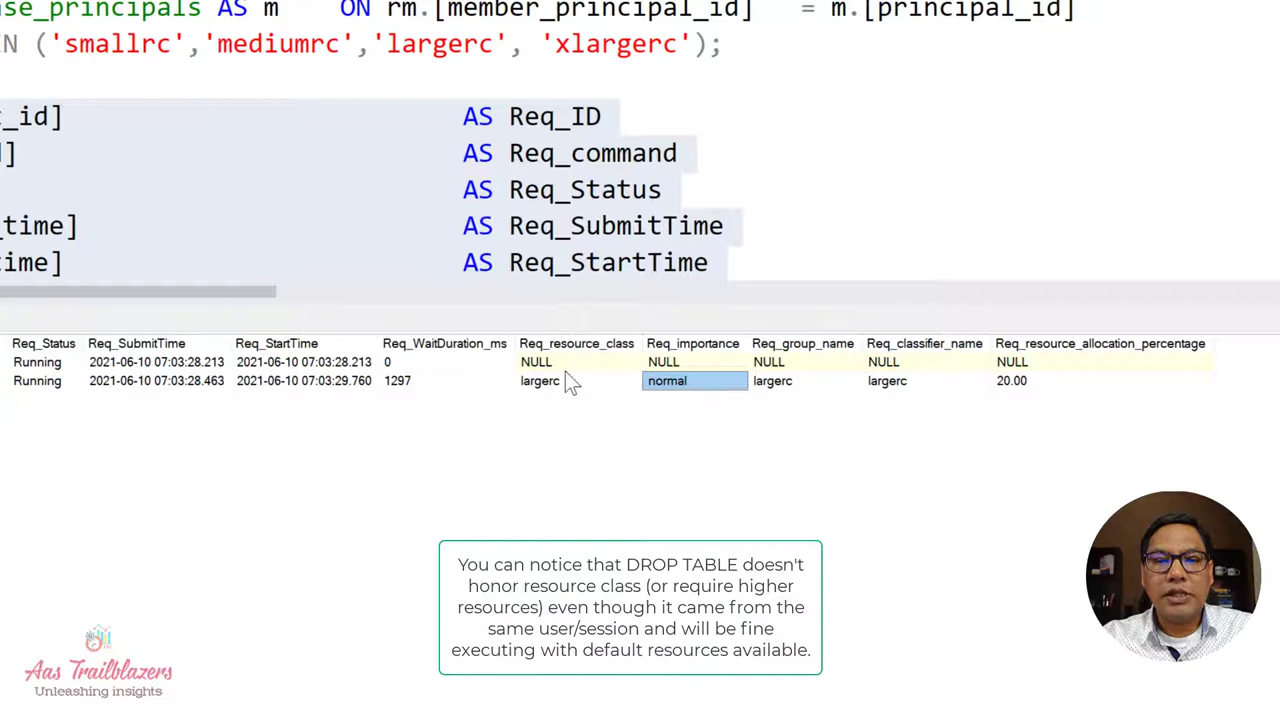 se_principals AS m ON rm.[member_principal_id] = m.[principal_id]
IN ('smallrc','mediumrc','largerc', 'xlargerc');
_id] AS Req_ID
] AS Req_command
AS Req_Status
_time] AS Req_SubmitTime
time] AS Req_StartTime
Req_Status Req_SubmitTime Req_StartTime Req_WaitDuration_ms Req_resource_class Req_importance Req_group_name Req_classifier_name Req_resource_allocation_percentage
Running 2021-06-10 07:03:28.213 2021-06-10 07:03:28.213 0 NULL NULL NULL NULL NULL
Running 2021-06-10 07:03:28.463 2021-06-10 07:03:29.760 1297 largerc normal largerc largerc 20.00
You can notice that DROP TABLE doesn't
honor resource class (or require higher
resources) even though it came from the
same user/session and will be fine
executing with default resources available.
Aas Trailblazers
Unleashing insights